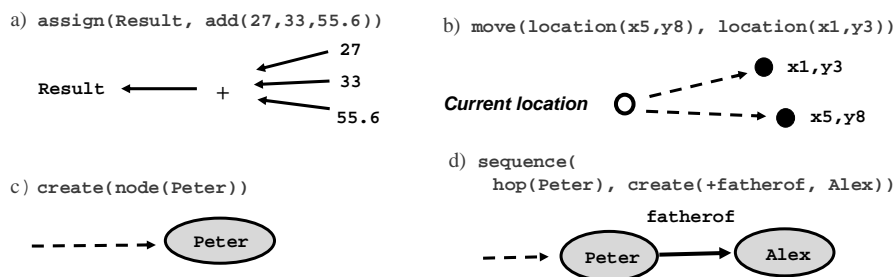 a) assign(Result, add(27,33,55.6))
27
33
55.6
Result
+
b) move(location(x5,y8), location(x1,y3))
x1,y3
Current location
x5,y8
c) create(node(Peter))
Peter
d) sequence(
hop(Peter), create(+fatherof, Alex))
fatherof
Peter
Alex